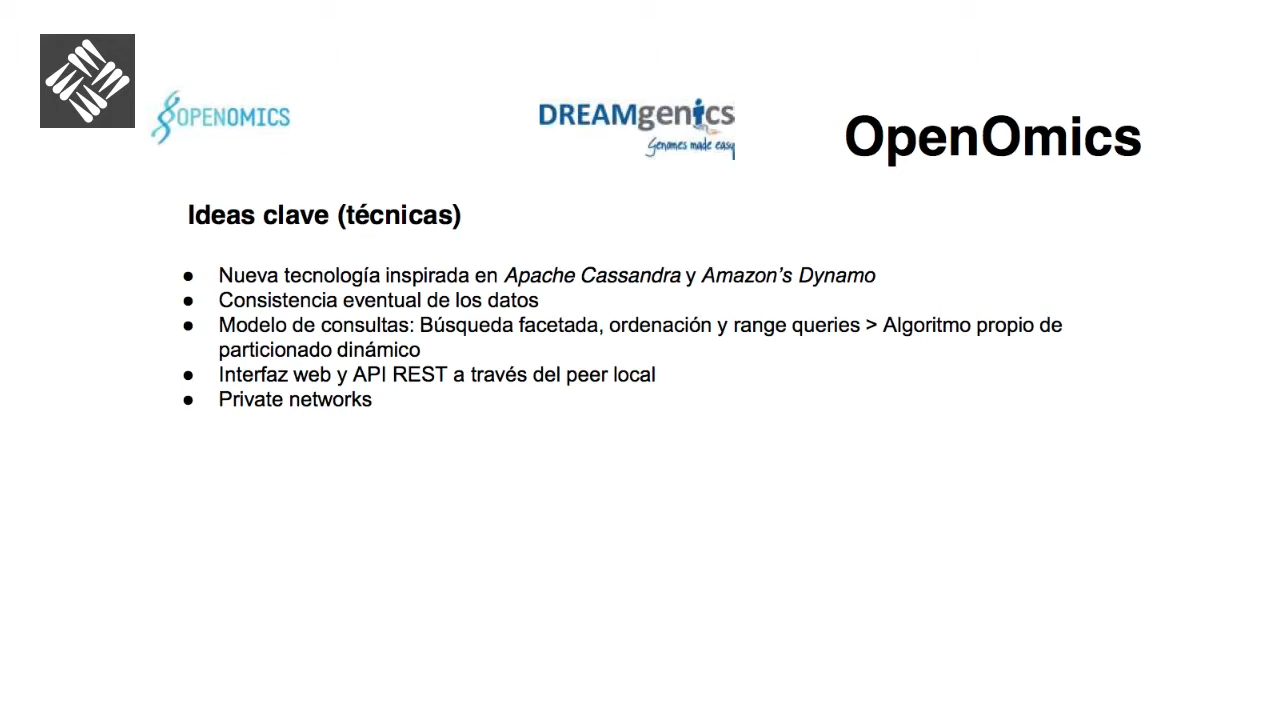 OPENOMICS
DREAMgenics
Genomes made easy
OpenOmics
Ideas clave (técnicas)
● Nueva tecnología inspirada en Apache Cassandra y Amazon’s Dynamo
● Consistencia eventual de los datos
● Modelo de consultas: Búsqueda facetada, ordenación y range queries > Algoritmo propio de
particionado dinámico
● Interfaz web y API REST a través del peer local
● Private networks